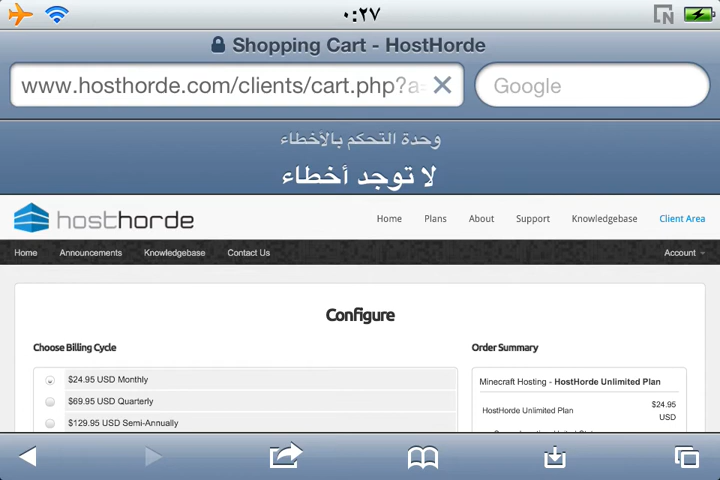 ٠:٢٧
Shopping Cart - HostHorde
www.hosthorde.com/clients/cart.php?a=
Google
وحدة التحكم بالأخطاء
لا توجد أخطاء
hosthorde
Home Plans About Support Knowledgebase Client Area
Home Announcements Knowledgebase Contact Us Account
Configure
Choose Billing Cycle
$24.95 USD Monthly
$69.95 USD Quarterly
$129.95 USD Semi-Annually
Order Summary
Minecraft Hosting - HostHorde Unlimited Plan
HostHorde Unlimited Plan $24.95
USD